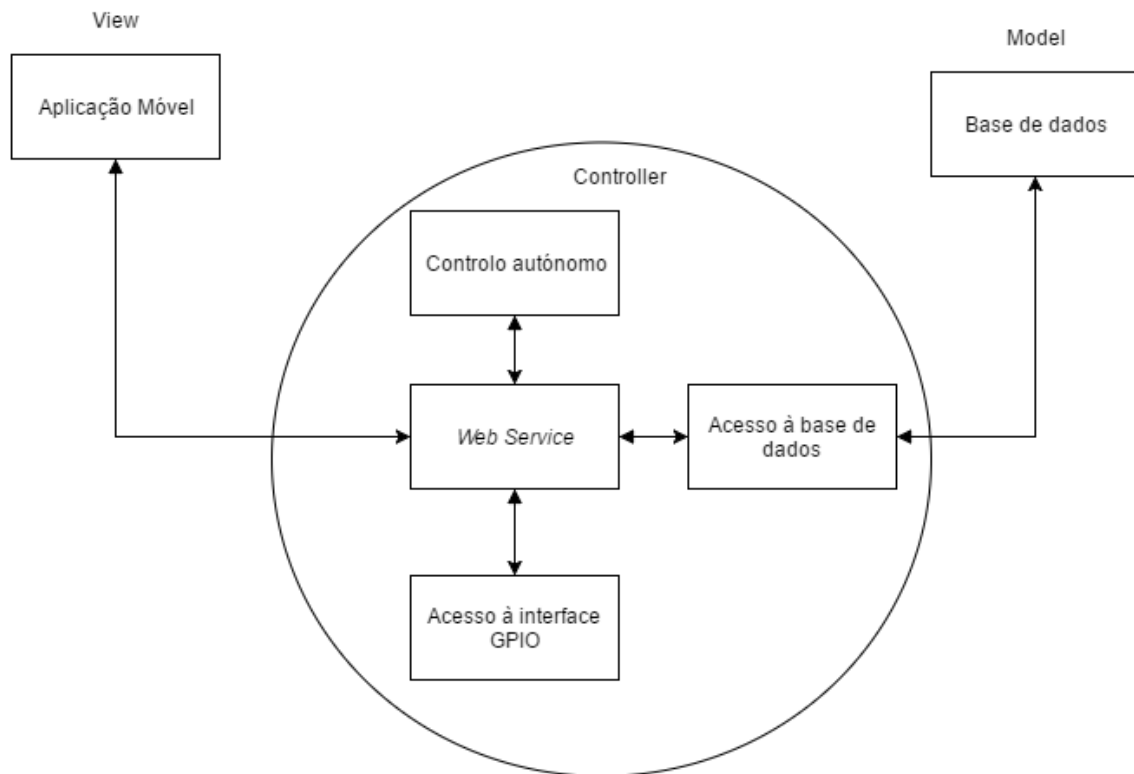 View
Aplicação Móvel
Model
Base de dados
Controller
Controlo autónomo
Web Service
Acesso à base de
dados
Acesso à interface
GPIO